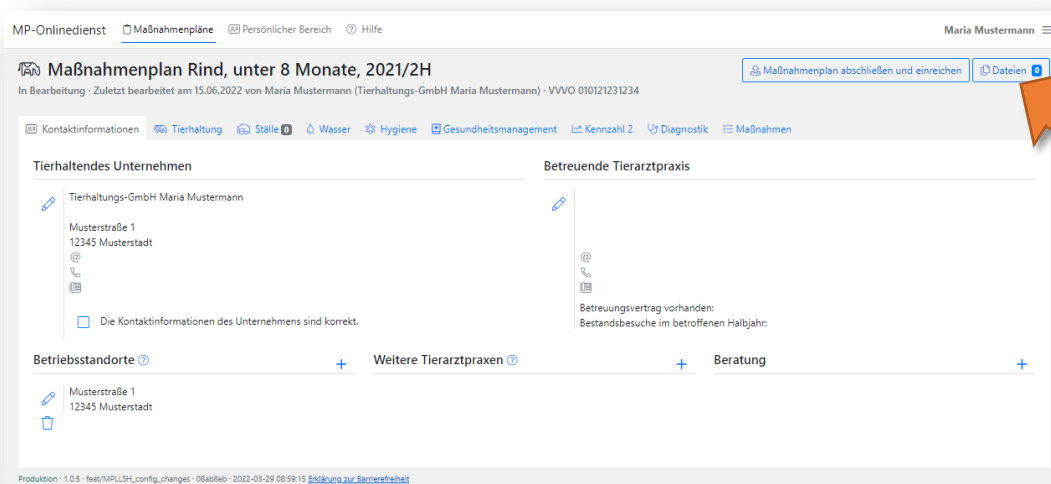 MP-Onlinedienst Maßnahmenpläne Persönlicher Bereich Hilfe Maria Mustermann
Maßnahmenplan Rind, unter 8 Monate, 2021/2H
Maßnahmenplan abschließen und einreichen Dateien 0
In Bearbeitung · Zuletzt bearbeitet am 15.06.2022 von Maria Mustermann (Tierhaltungs-GmbH Maria Mustermann) · VVVO 010121231234
Kontaktinformationen Tierhaltung Ställe 0 Wasser Hygiene Gesundheitsmanagement Kennzahl 2 Diagnostik Maßnahmen
Tierhaltendes Unternehmen
Tierhaltungs-GmbH Maria Mustermann
Musterstraße 1
12345 Musterstadt
@
Die Kontaktinformationen des Unternehmens sind korrekt.
Betreuende Tierarztpraxis
@
Betreuungsvertrag vorhanden:
Bestandsbesuche im betroffenen Halbjahr:
Betriebsstandorte
Musterstraße 1
12345 Musterstadt
Weitere Tierarztpraxen
Beratung
Produktion · 1.0.5 · feat/MPLLSH_config_changes · 08ab8eb · 2022-03-29 08:59:15 Erklärung zur Barrierefreiheit